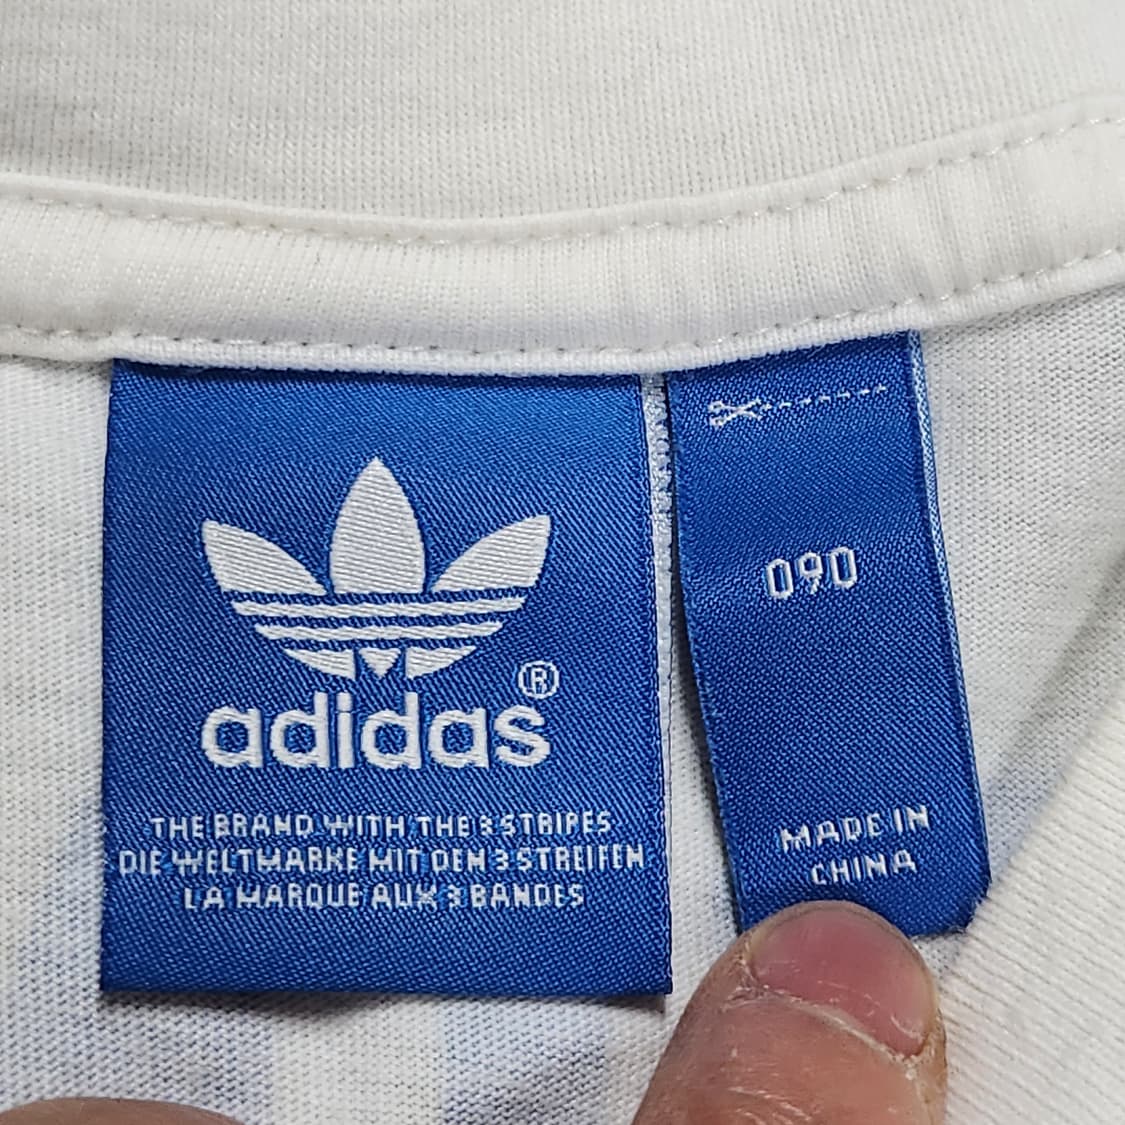 adidas®
THE BRAND WITH THE 3 STRIPES
DIE WELTMARKE MIT DEN 3 STREIFEN
LA MARQUE AUX 3 BANDES
090
MADE IN
CHINA